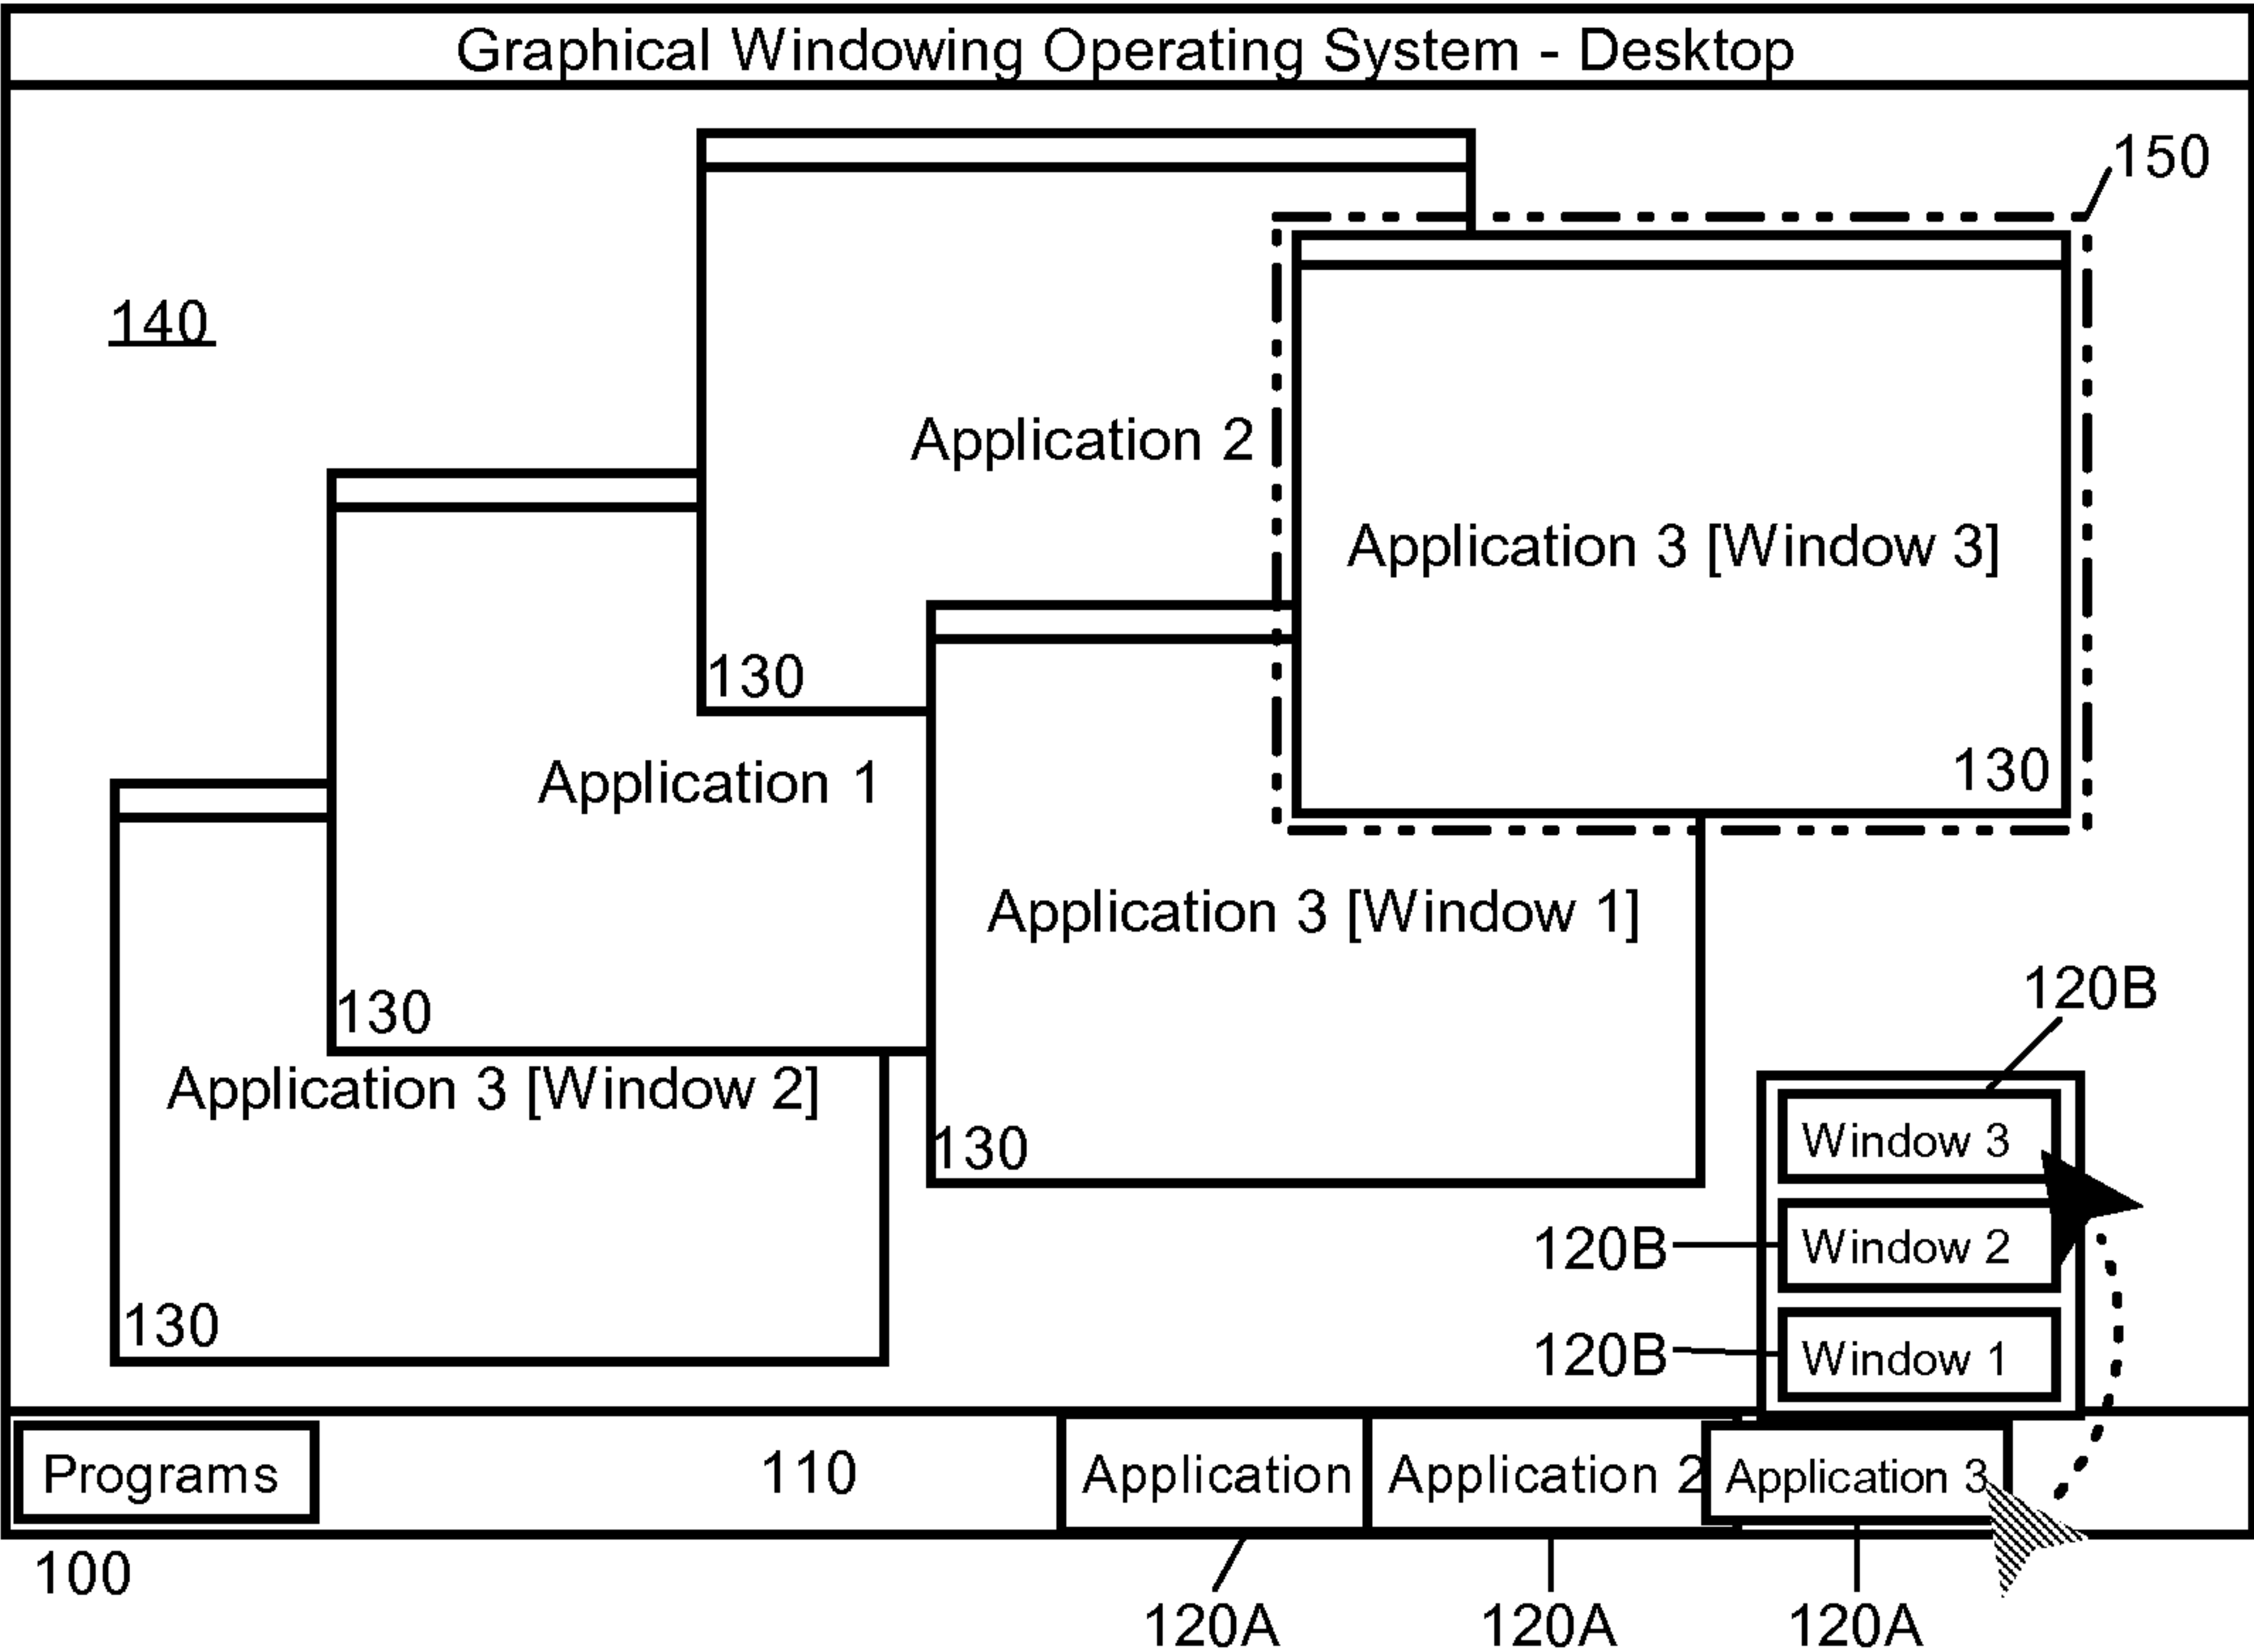 Graphical Windowing Operating System - Desktop
150
140
Application 2
Application 3 [Window 3]
130
130
Application 1
Application 3 [Window 1]
120B
130
Application 3 [Window 2]
130
Window 3
120B
Window 2
130
120B
Window 1
Programs
110
Application
Application 2
Application 3
100
120A
120A
120A